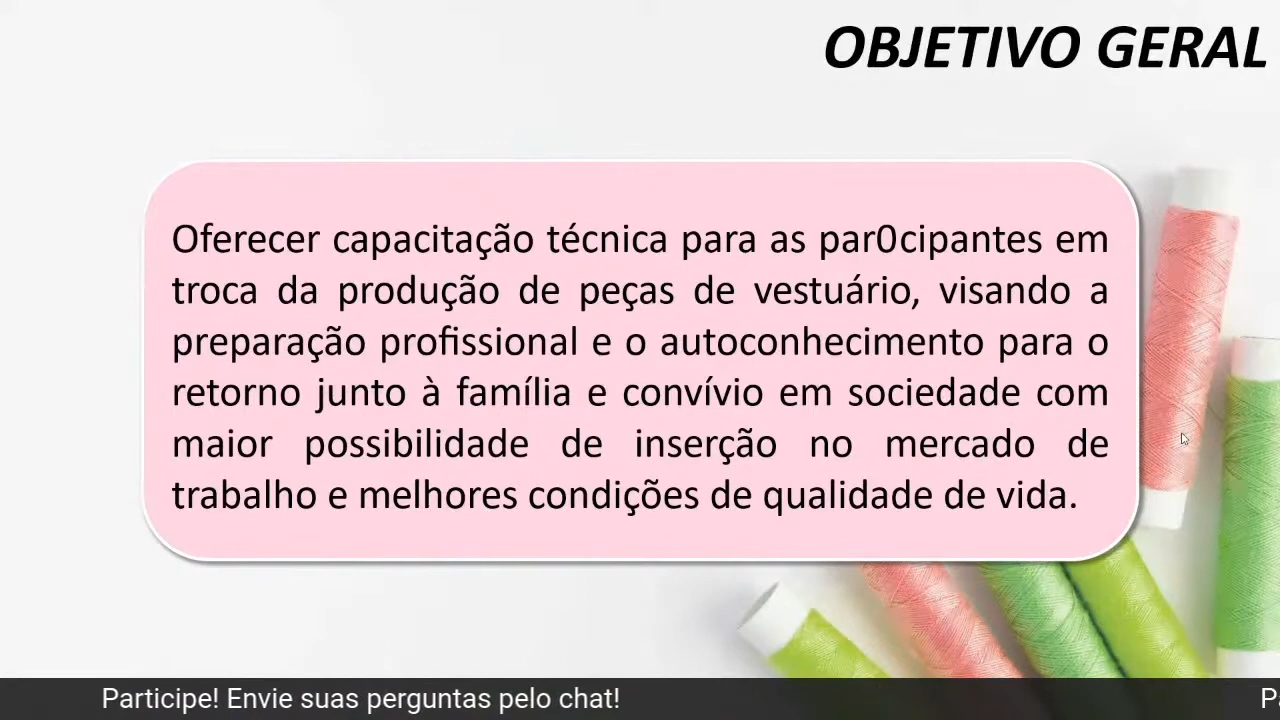 OBJETIVO GERAL
Oferecer capacitação técnica para as par0cipantes em
troca da produção de peças de vestuário, visando a
preparação profissional e o autoconhecimento para o
retorno junto à família e convívio em sociedade com
maior possibilidade de inserção no mercado de
trabalho e melhores condições de qualidade de vida.
Participe! Envie suas perguntas pelo chat!